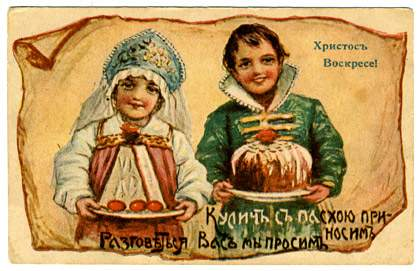 Христосъ
Воскресе!
Куличъ съ пасхою при-
носимъ
Разговѣться Васъ мы просимъ